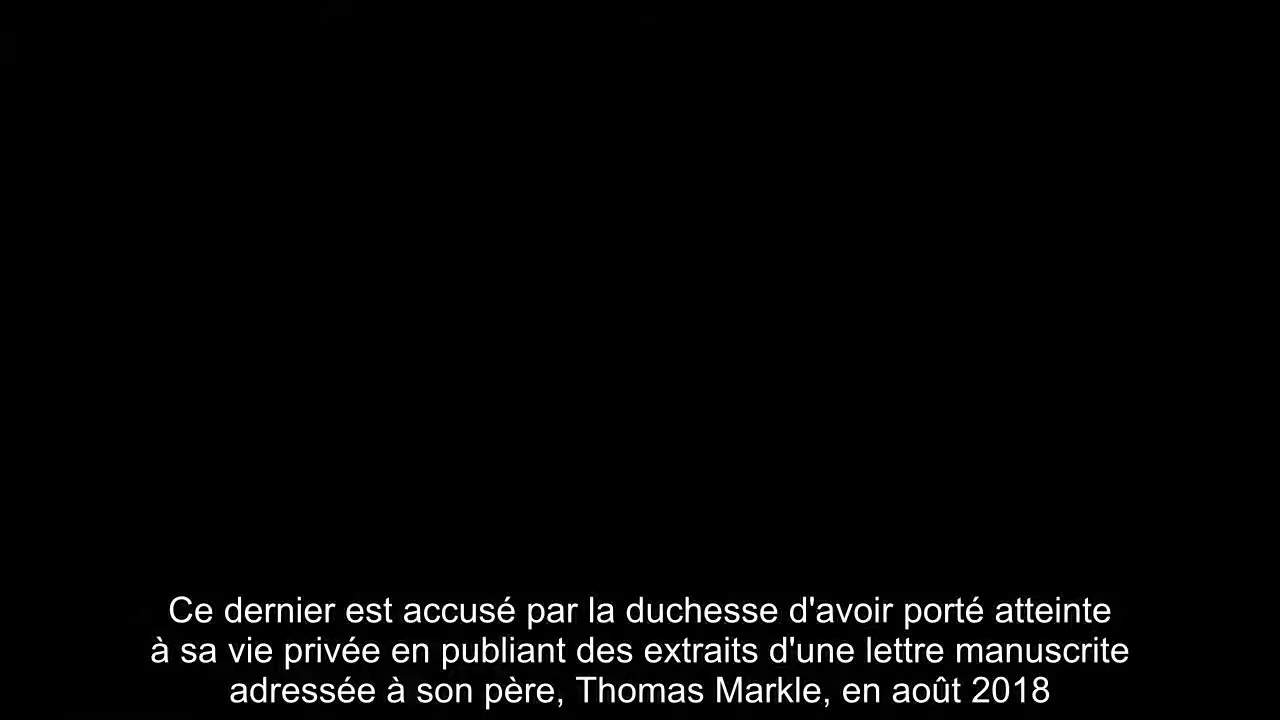 Ce dernier est accusé par la duchesse d'avoir porté atteinte
à sa vie privée en publiant des extraits d'une lettre manuscrite
adressée à son père, Thomas Markle, en août 2018